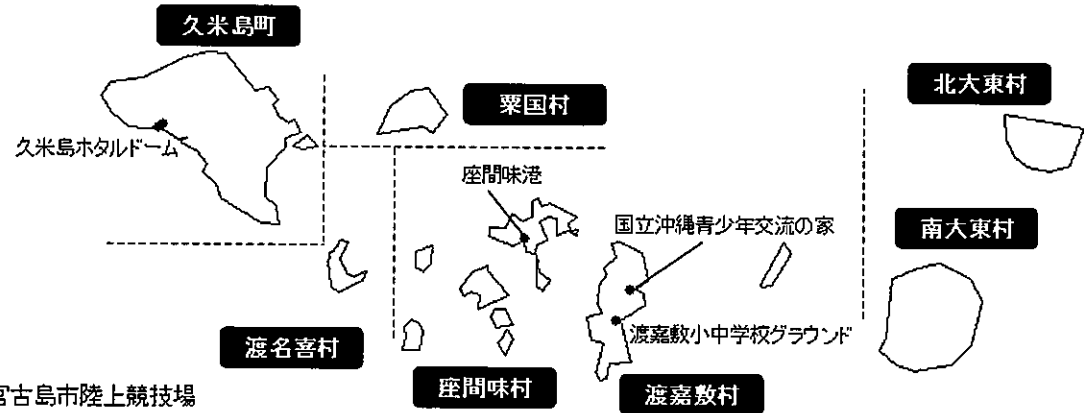 久米島町
粟国村
北大東村
久米島ホタルドーム
座間味港
国立沖縄青少年交流の家
南大東村
渡嘉敷小中学校グラウンド
渡名喜村
座間味村
渡嘉敷村
宮古島市陸上競技場